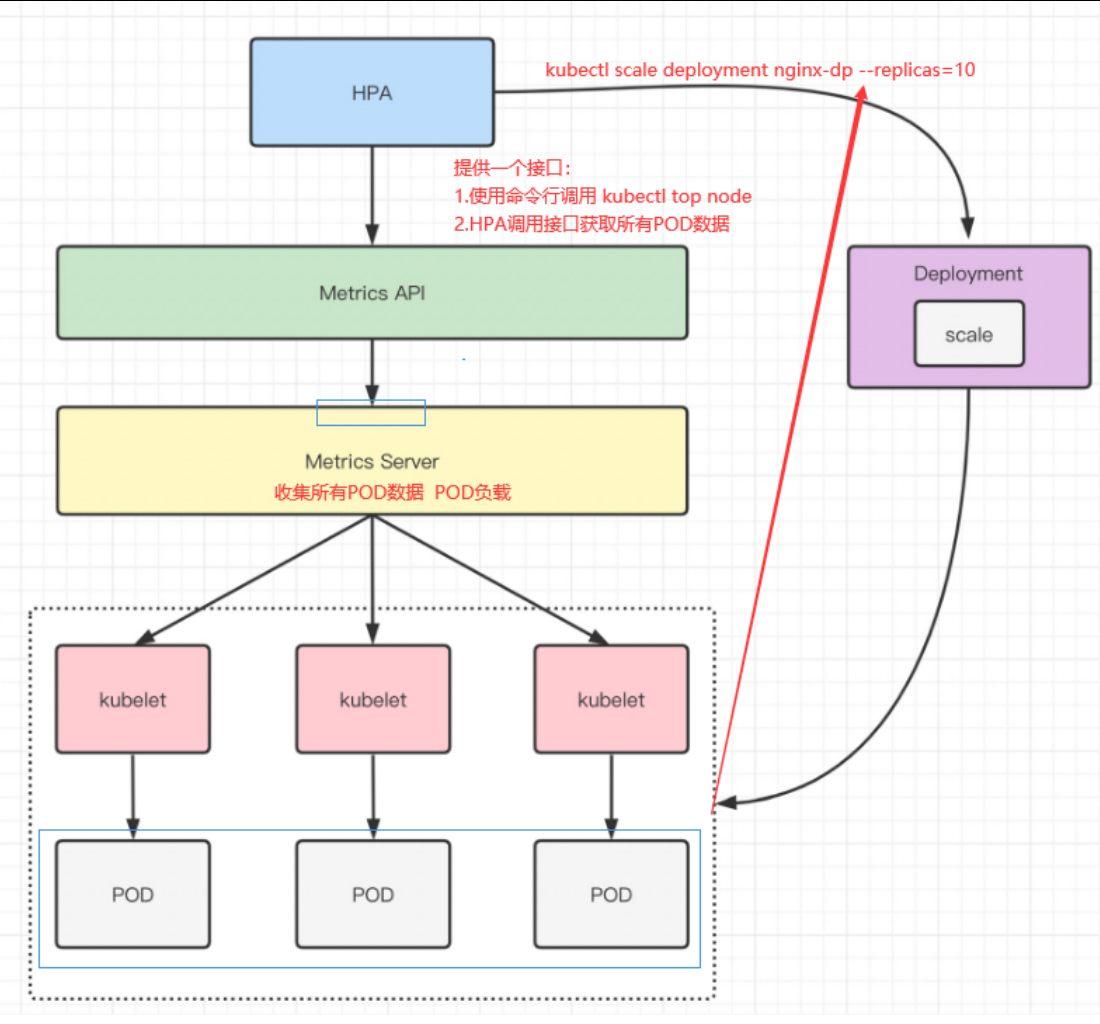 HPA
kubectl scale deployment nginx-dp --replicas=10
提供一个接口：
1.使用命令行调用 kubectl top node
2.HPA调用接口获取所有POD数据
Metrics API
Deployment
scale
Metrics Server
收集所有POD数据 POD负载
kubelet
kubelet
kubelet
POD
POD
POD